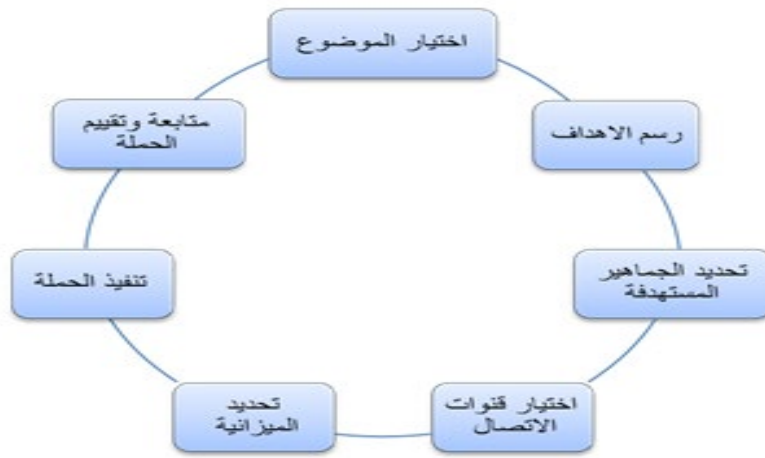 اختيار الموضوع
رسم الاهداف
تحديد الجماهير
المستهدفة
اختيار قنوات
الاتصال
تحديد
الميزانية
تنفيذ الحملة
متابعة وتقييم
الحملة